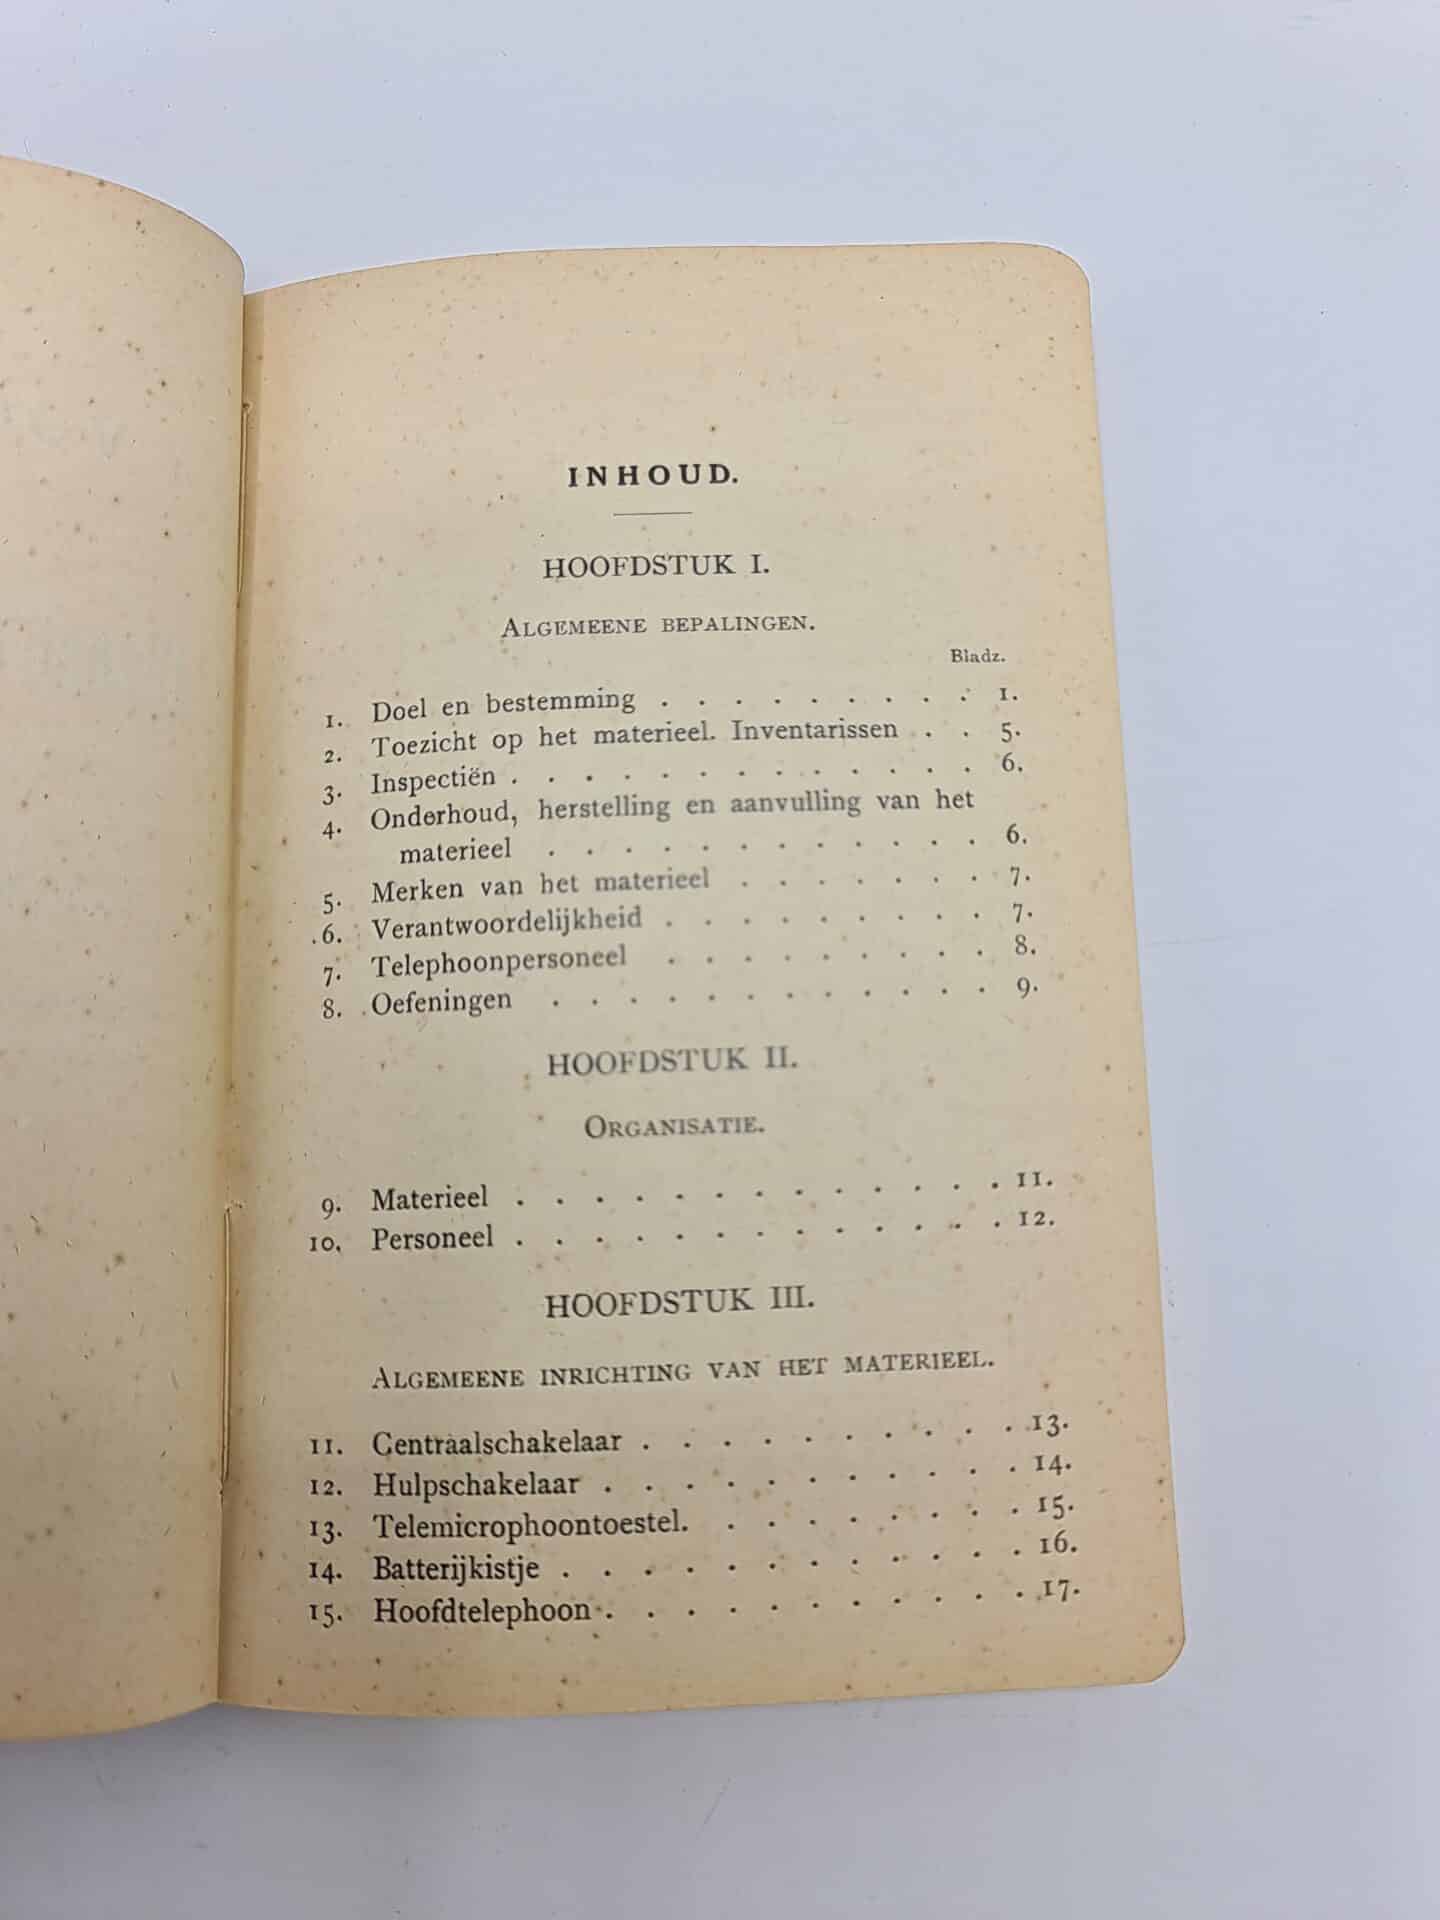 INHOUD.
HOOFDSTUK I.
ALGEMEENE BEPALINGEN.
Bladz.
1. Doel en bestemming . . . . . . . . . 1.
2. Toezicht op het materieel. Inventarissen . . 5.
3. Inspectiën . . . . . . . . . . . . . 6.
4. Onderhoud, herstelling en aanvulling van het
materieel . . . . . . . . . . . . 6.
5. Merken van het materieel . . . . . . . 7.
6. Verantwoordelijkheid . . . . . . . . . 7.
7. Telephoonpersoneel . . . . . . . . . 8.
8. Oefeningen . . . . . . . . . . . . 9.
HOOFDSTUK II.
ORGANISATIE.
9. Materieel . . . . . . . . . . . . . 11.
10. Personeel . . . . . . . . . . . . . 12.
HOOFDSTUK III.
ALGEMEENE INRICHTING VAN HET MATERIEEL.
11. Centraalschakelaar . . . . . . . . . . 13.
12. Hulpschakelaar . . . . . . . . . . . 14.
13. Telemicrophoontoestel. . . . . . . . . 15.
14. Batterijkistje . . . . . . . . . . . . 16.
15. Hoofdtelephoon . . . . . . . . . . . 17.